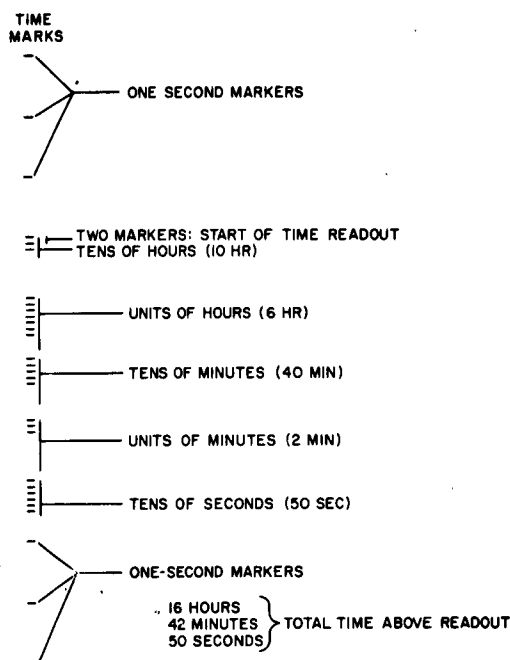 TIME
MARKS
ONE SECOND MARKERS
TWO MARKERS: START OF TIME READOUT
TENS OF HOURS (10 HR)
UNITS OF HOURS (6 HR)
TENS OF MINUTES (40 MIN)
UNITS OF MINUTES (2 MIN)
TENS OF SECONDS (50 SEC)
ONE-SECOND MARKERS
16 HOURS
42 MINUTES
50 SECONDS
TOTAL TIME ABOVE READOUT